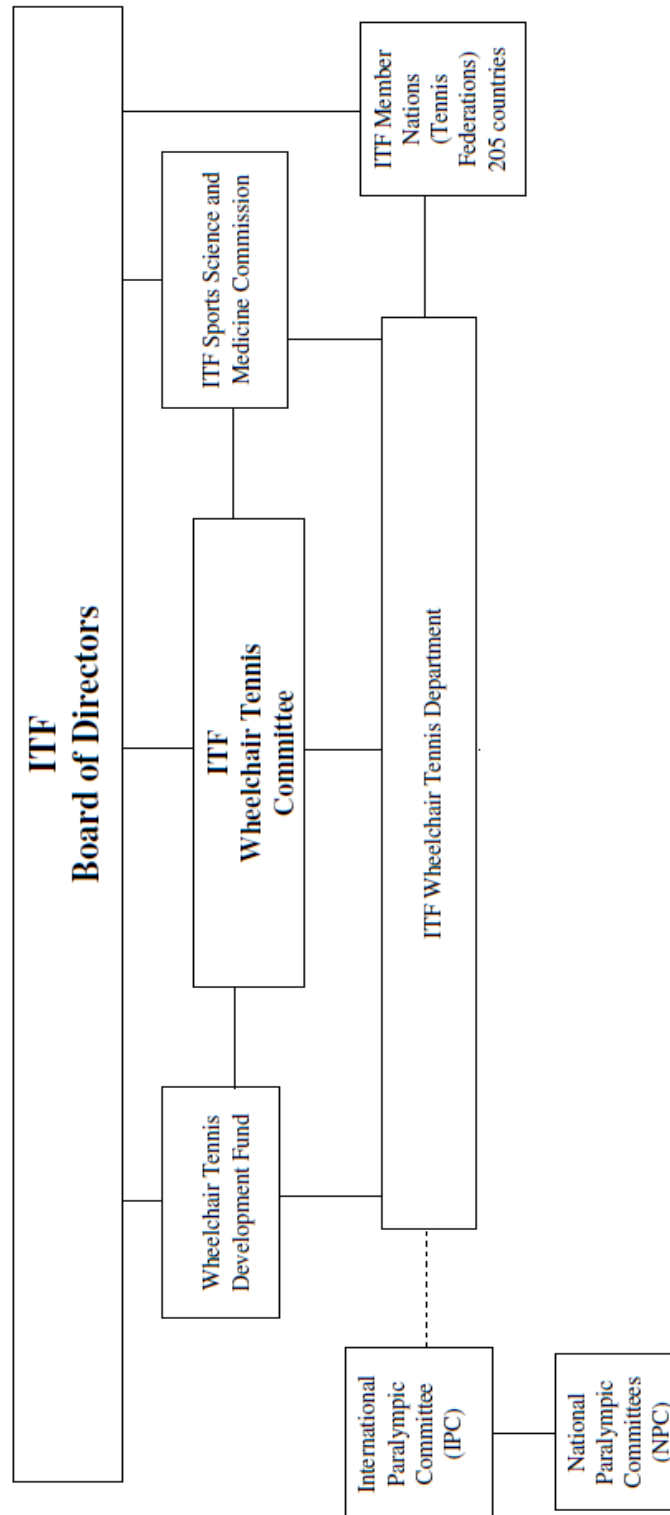 ITF
Board of Directors
Wheelchair Tennis
Development Fund
ITF
Wheelchair Tennis
Committee
ITF Sports Science and
Medicine Commission
ITF Member
Nations
(Tennis
Federations)
205 countries
International
Paralympic
Committee
(IPC)
ITF Wheelchair Tennis Department
National
Paralympic
Committees
(NPC)